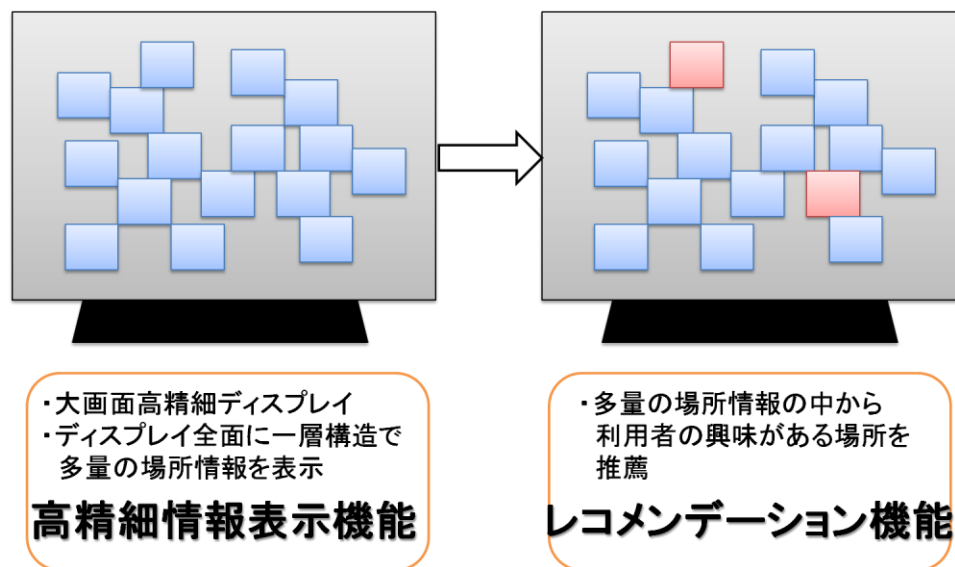 ・大画面高精細ディスプレイ
・ディスプレイ全面に一層構造で
多量の場所情報を表示
高精細情報表示機能
・多量の場所情報の中から
利用者の興味がある場所を
推薦
レコメンデーション機能